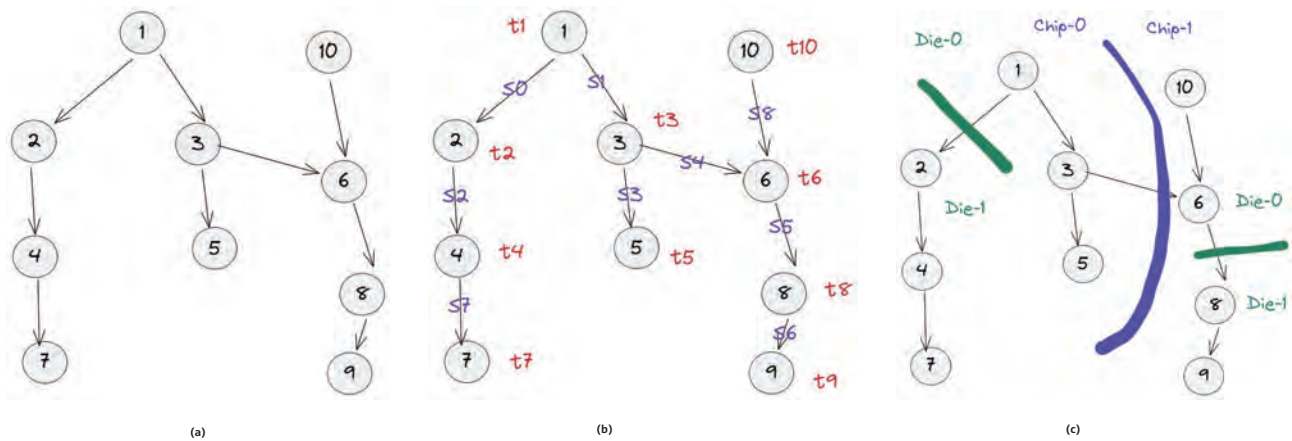 1
10
2
3
6
4
5
8
7
9
(a)
t1
1
10
t10
S0
S1
S8
t3
2
t2
3
S4
6
t6
S2
S3
S5
4
t4
5
t5
S7
8
t8
S6
7
t7
9
t9
(b)
Die-0
Chip-0
Chip-1
1
10
2
3
6
Die-0
Die-1
4
5
8
Die-1
7
9
(c)